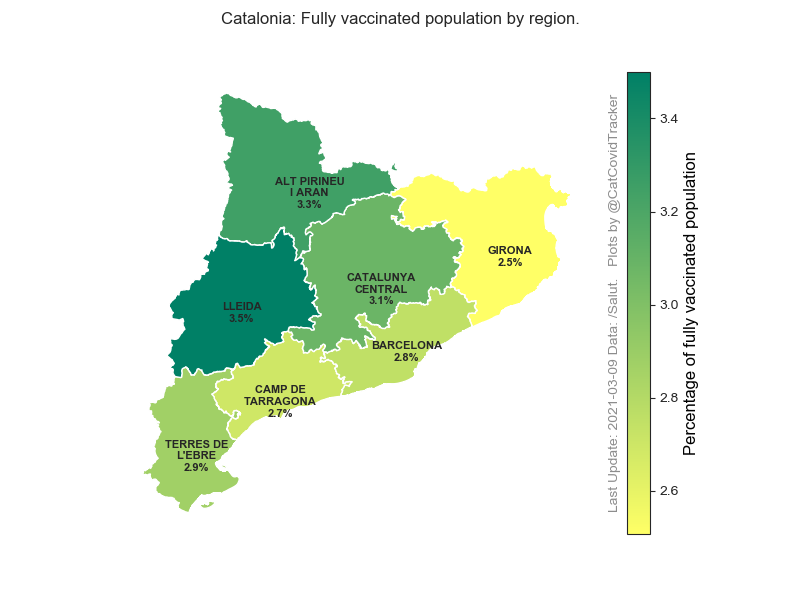 Catalonia: Fully vaccinated population by region.
ALT PIRINEU
I ARAN
3.3%
GIRONA
2.5%
CATALUNYA
CENTRAL
3.1%
LLEIDA
3.5%
BARCELONA
2.8%
CAMP DE
TARRAGONA
2.7%
TERRES DE
L'EBRE
2.9%
Last Update: 2021-03-09 Data: /Salut.   Plots by @CatCovidTracker
3.4
3.2
3.0
2.8
2.6
Percentage of fully vaccinated population